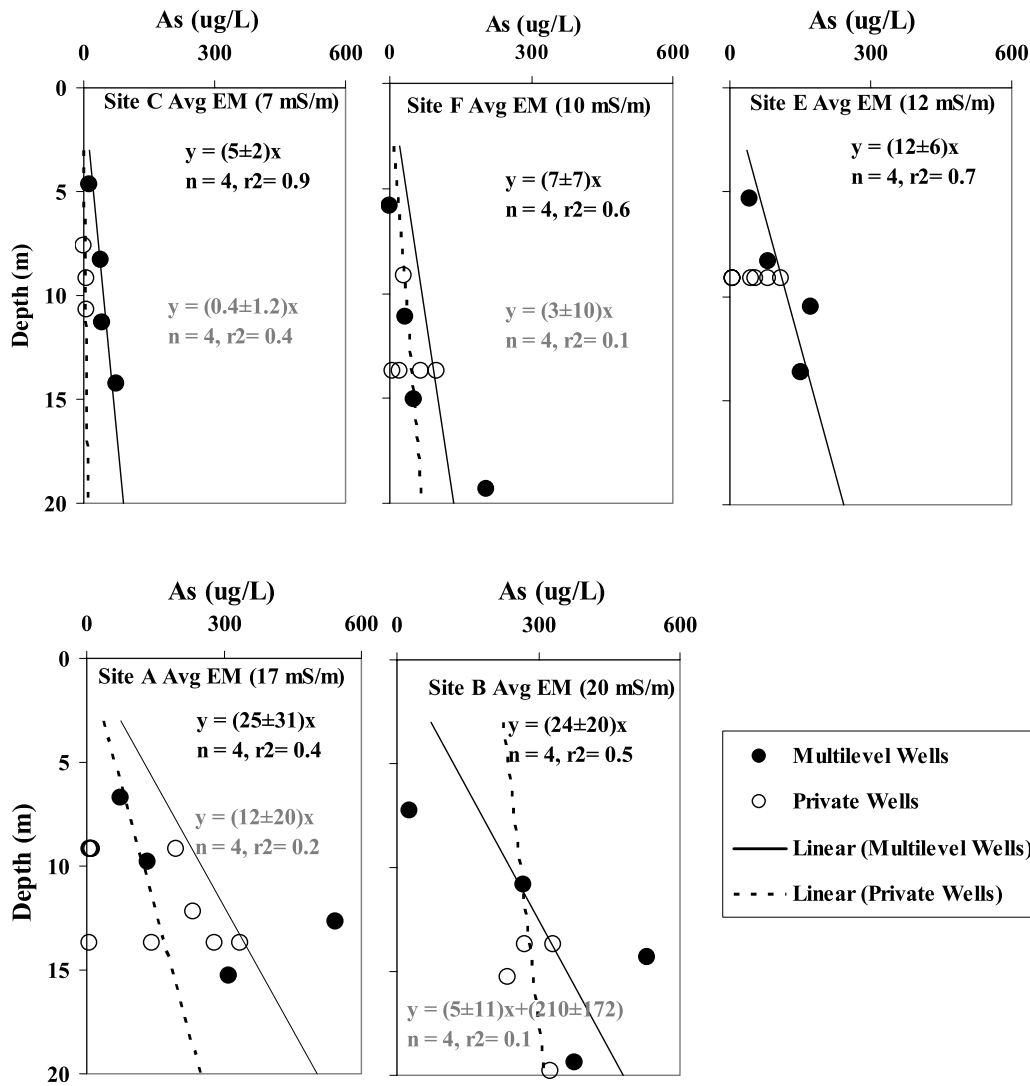 As (ug/L)
0 300 600
0
5
10
15
20
Depth (m)
Site C Avg EM (7 mS/m)
y = (5±2)x
n = 4, r2= 0.9
y = (0.4±1.2)x
n = 4, r2= 0.4
As (ug/L)
0 300 600
Site F Avg EM (10 mS/m)
y = (7±7)x
n = 4, r2= 0.6
y = (3±10)x
n = 4, r2= 0.1
As (ug/L)
0 300 600
Site E Avg EM (12 mS/m)
y = (12±6)x
n = 4, r2= 0.7
As (ug/L)
0 300 600
0
5
10
15
20
Depth (m)
Site A Avg EM (17 mS/m)
y = (25±31)x
n = 4, r2= 0.4
y = (12±20)x
n = 4, r2= 0.2
As (ug/L)
0 300 600
Site B Avg EM (20 mS/m)
y = (24±20)x
n = 4, r2= 0.5
y = (5±11)x+(210±172)
n = 4, r2= 0.1
Multilevel Wells
Private Wells
Linear (Multilevel Wells)
Linear (Private Wells)